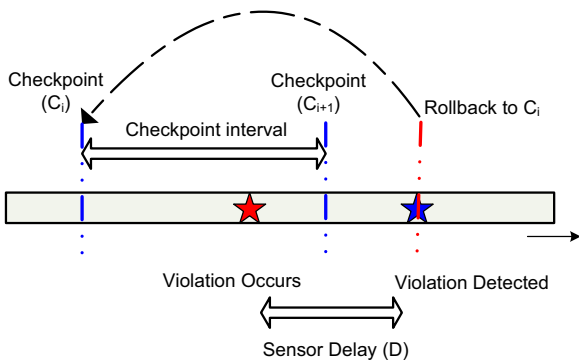 Checkpoint
(Ci)
Checkpoint
(Ci+1)
Rollback to Ci
Checkpoint interval
Violation Occurs
Violation Detected
Sensor Delay (D)